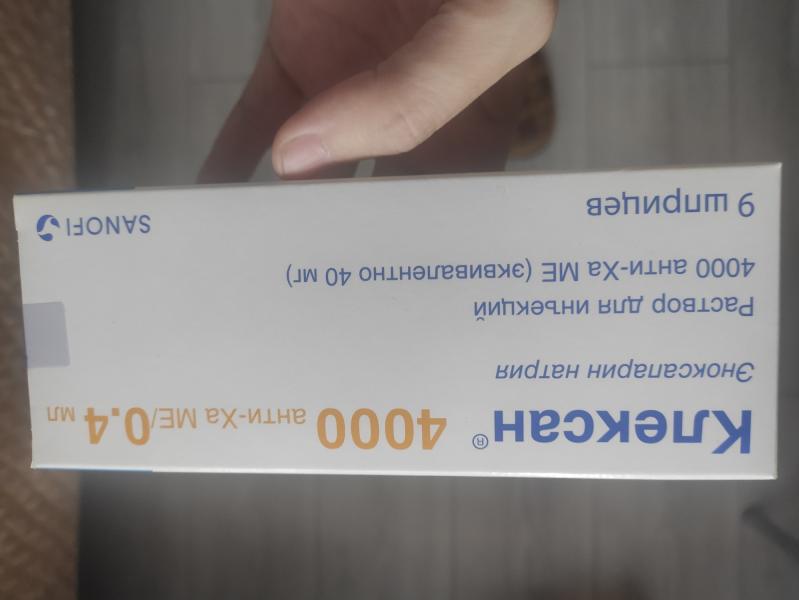 Клексан® 4000 анти-Ха МЕ/0.4 мл
Эноксапарин натрия
Раствор для инъекций
4000 анти-Ха МЕ (эквивалентно 40 мг)
6 шприцев
SANOFI